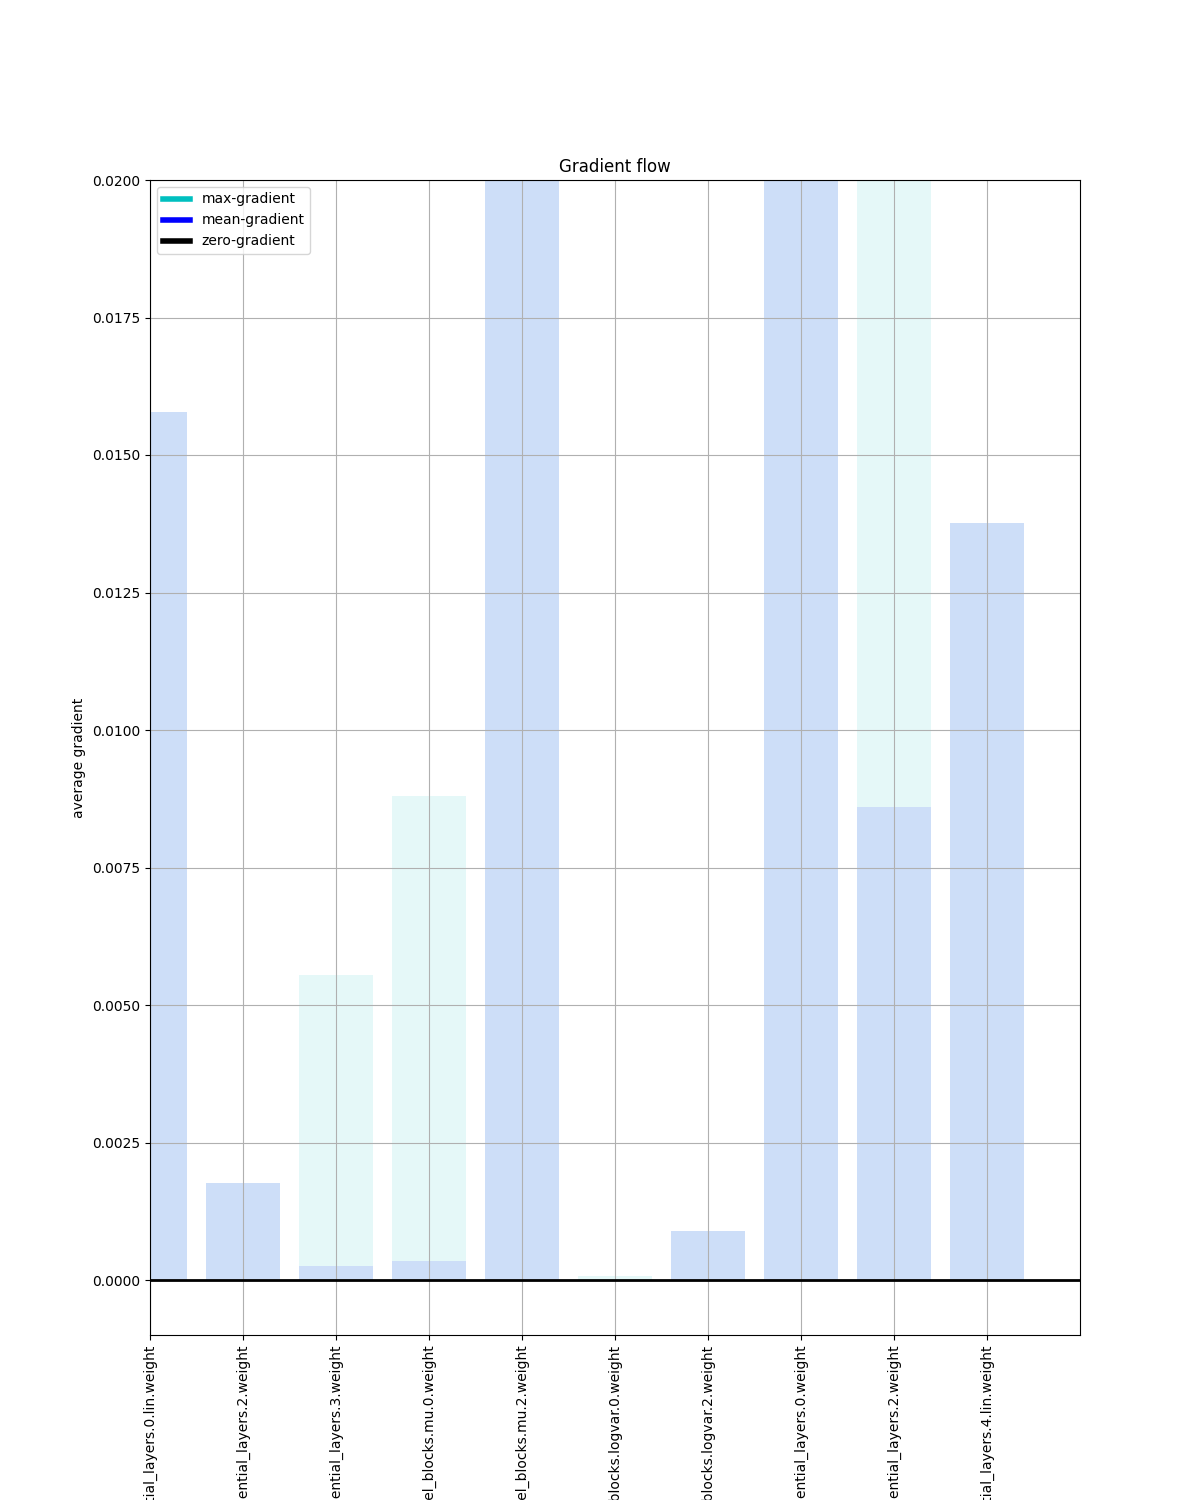 Gradient flow
max-gradient
mean-gradient
zero-gradient
0.0200
0.0175
0.0150
0.0125
0.0100
0.0075
0.0050
0.0025
0.0000
average gradient
tial_layers.0.lin.weight
ential_layers.2.weight
ential_layers.3.weight
el_blocks.mu.0.weight
el_blocks.mu.2.weight
blocks.logvar.0.weight
blocks.logvar.2.weight
ential_layers.0.weight
ential_layers.2.weight
tial_layers.4.lin.weight